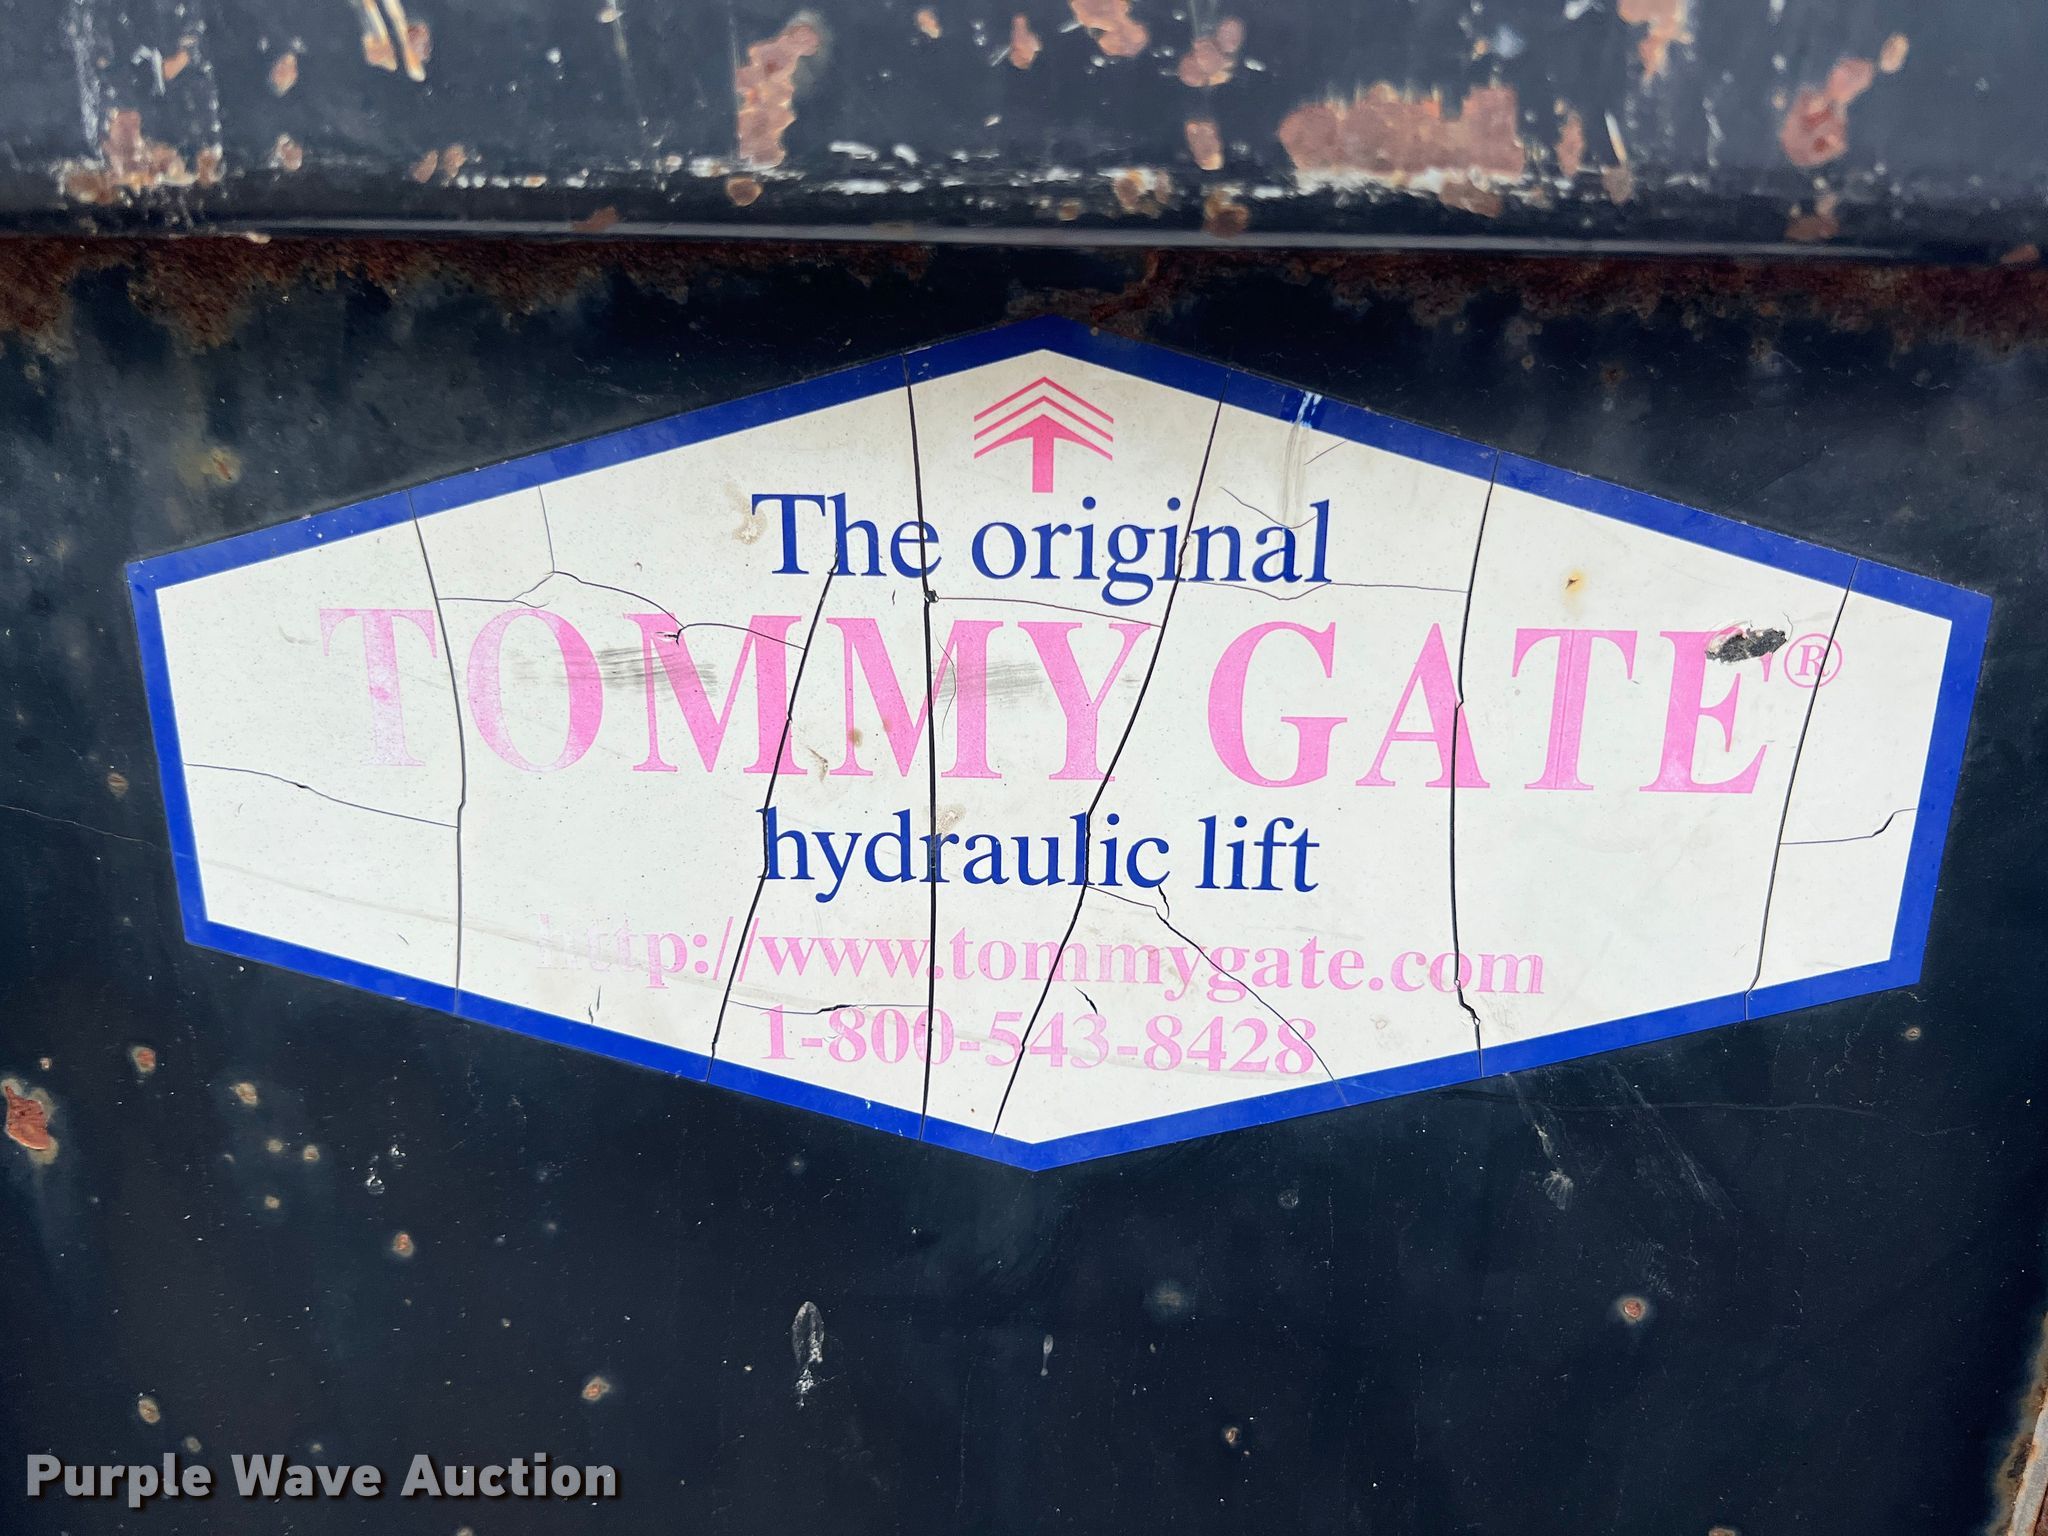 The original
TOMMY GATE®
hydraulic lift
http://www.tommygate.com
1-800-543-8428
Purple Wave Auction